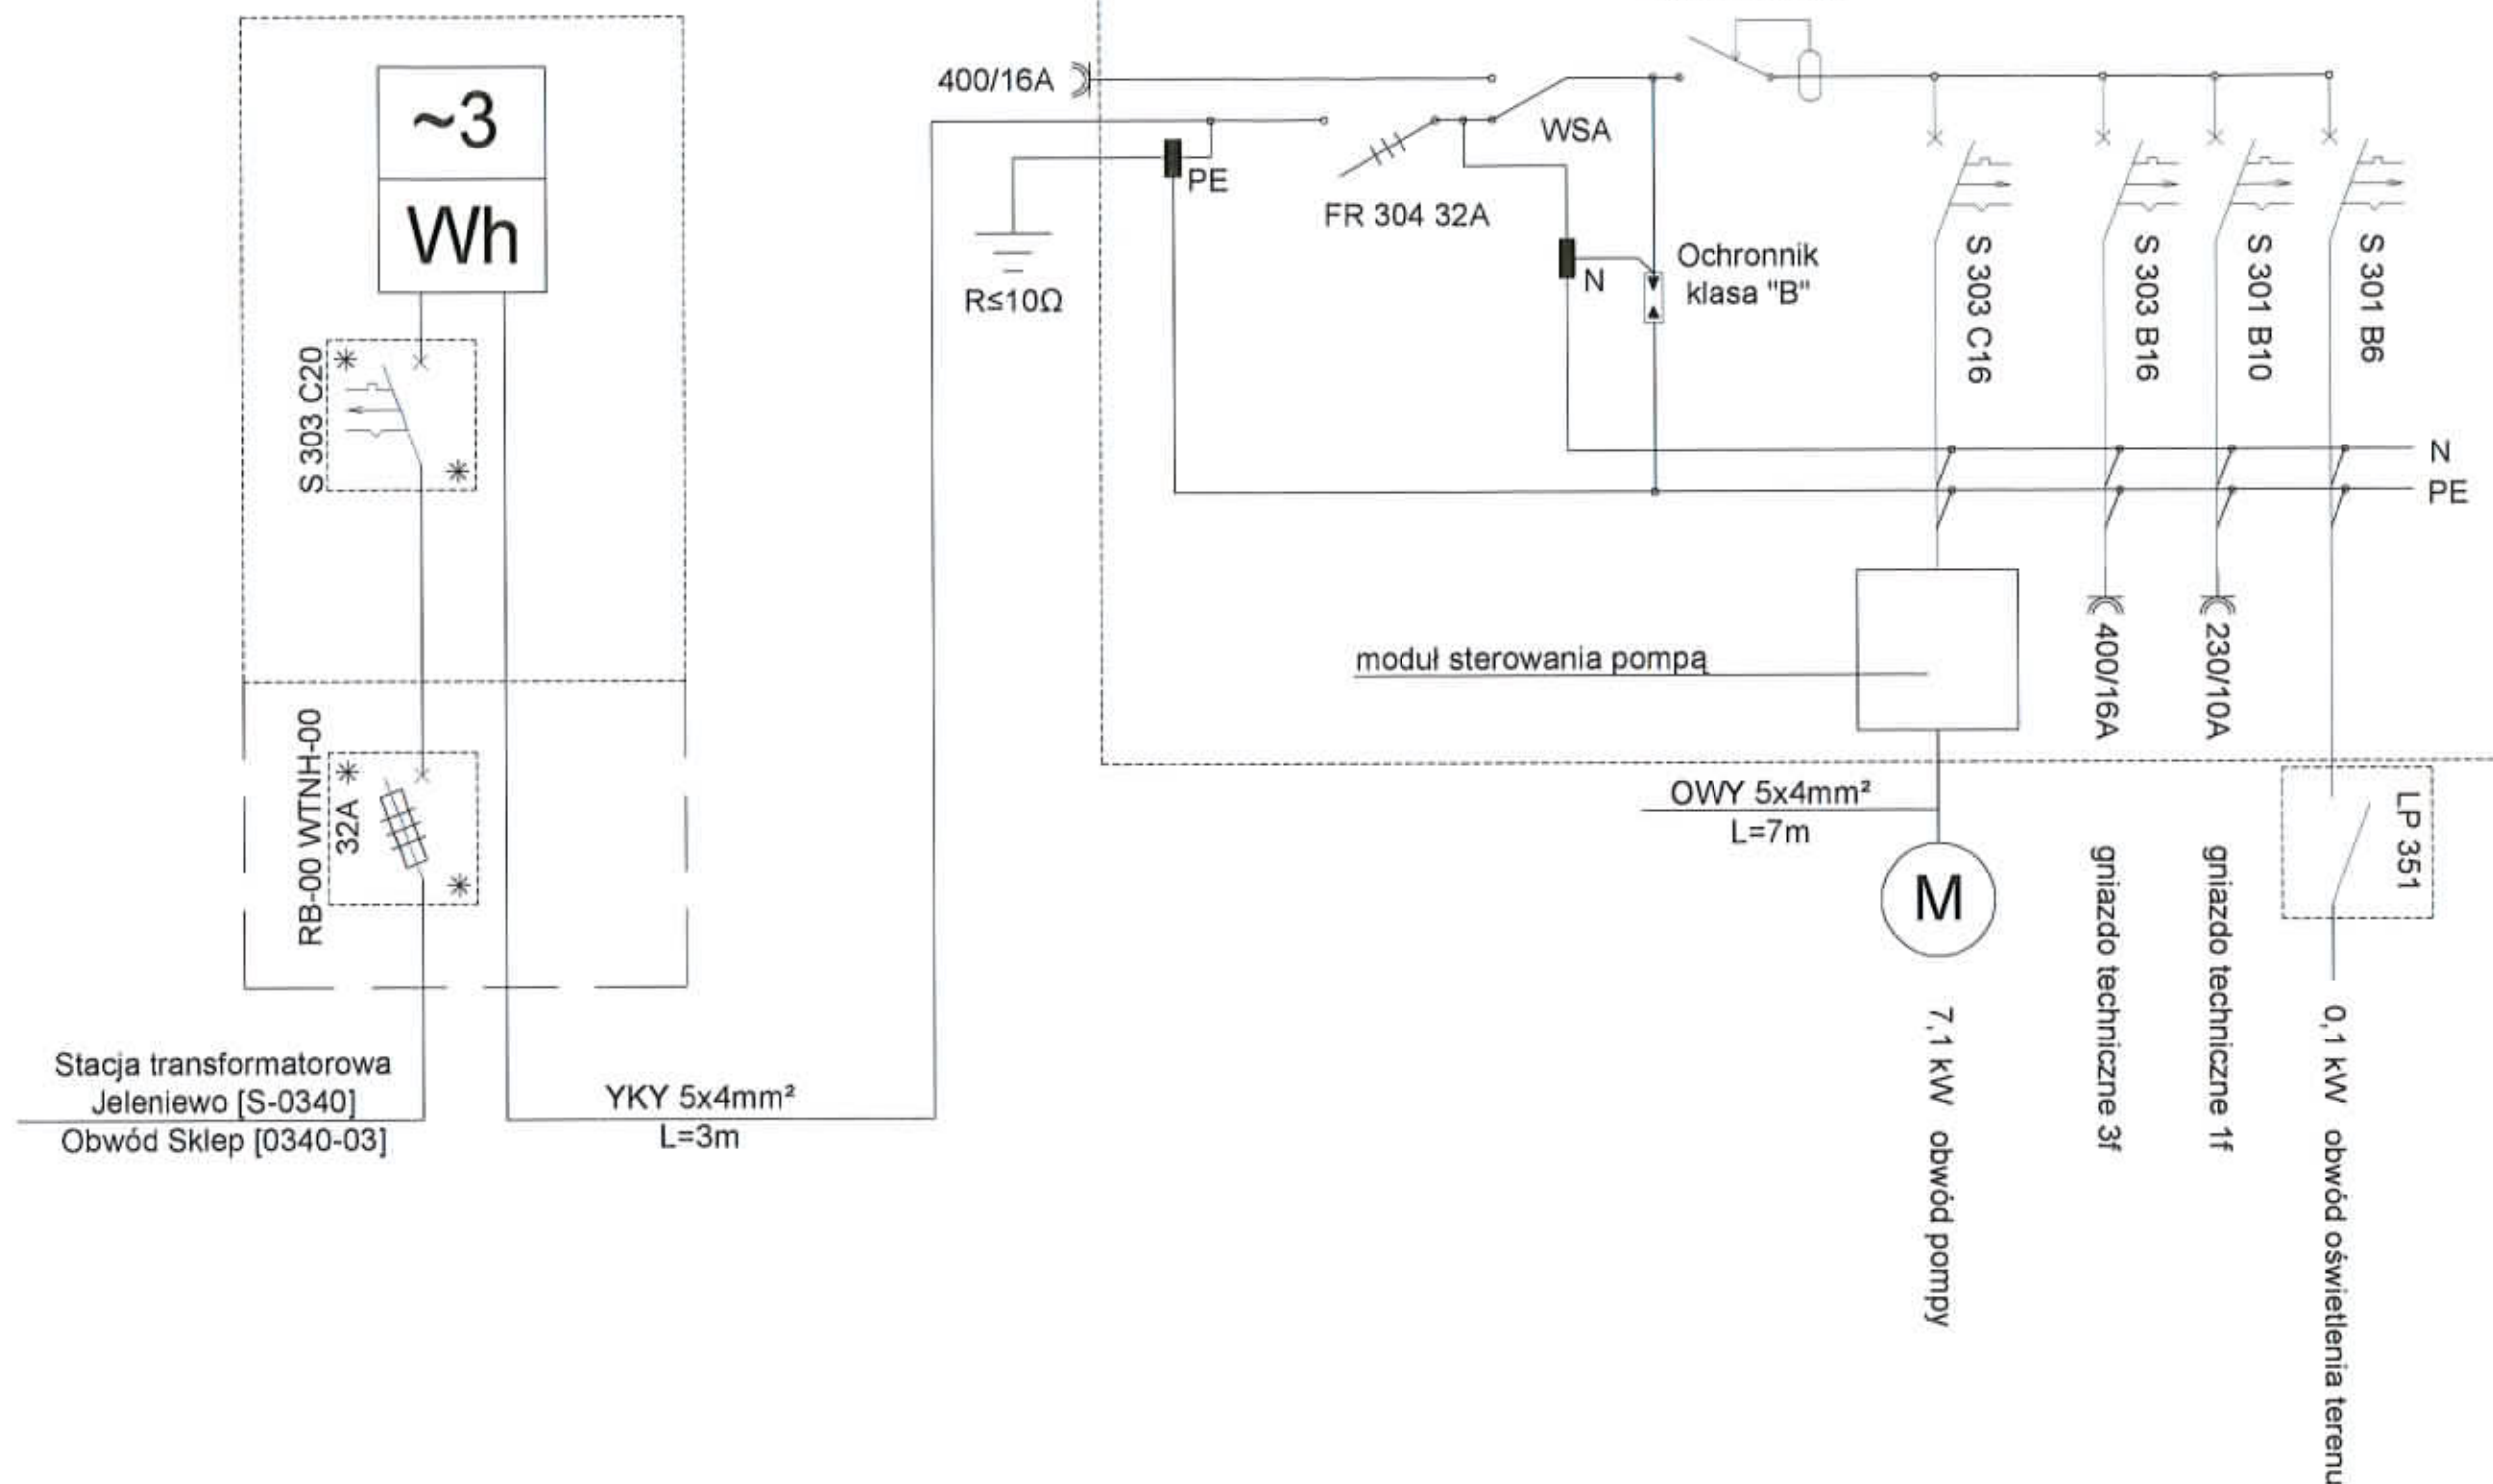 ~3
Wh
S 303 C20
*
*
RB-00 WTNH-00
32A
*
*
Stacja transformatorowa
Jeleniewo [S-0340]
Obwód Sklep [0340-03]
YKY 5x4mm²
L=3m
400/16A
PE
R≤10Ω
FR 304 32A
WSA
N
Ochronnik
klasa "B"
S 303 C16
S 303 B16
S 301 B10
S 301 B6
N
PE
moduł sterowania pompą
400/16A
230/10A
OWY 5x4mm²
L=7m
M
LP 351
7,1 kW obwód pompy
gniazdo techniczne 3f
gniazdo techniczne 1f
0,1 kW obwód oświetlenia terenu